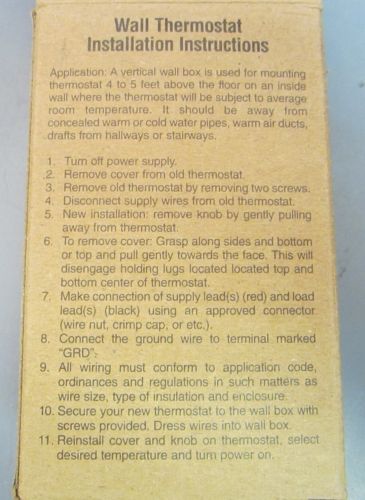 Wall Thermostat
Installation Instructions
Application: A vertical wall box is used for mounting
thermostat 4 to 5 feet above the floor on an inside
wall where the thermostat will be subject to average
room temperature. It should be away from
concealed warm or cold water pipes, warm air ducts,
drafts from hallways or stairways.
1. Turn off power supply.
2. Remove cover from old thermostat.
3. Remove old thermostat by removing two screws.
4. Disconnect supply wires from old thermostat.
5. New installation: remove knob by gently pulling
away from thermostat.
6. To remove cover: Grasp along sides and bottom
or top and pull gently towards the face. This will
disengage holding lugs located located top and
bottom center of thermostat.
7. Make connection of supply lead(s) (red) and load
lead(s) (black) using an approved connector
(wire nut, crimp cap, or etc.).
8. Connect the ground wire to terminal marked
"GRD".
9. All wiring must conform to application code,
ordinances and regulations in such matters as
wire size, type of insulation and enclosure.
10. Secure your new thermostat to the wall box with
screws provided. Dress wires into wall box.
11. Reinstall cover and knob on thermostat, select
desired temperature and turn power on.